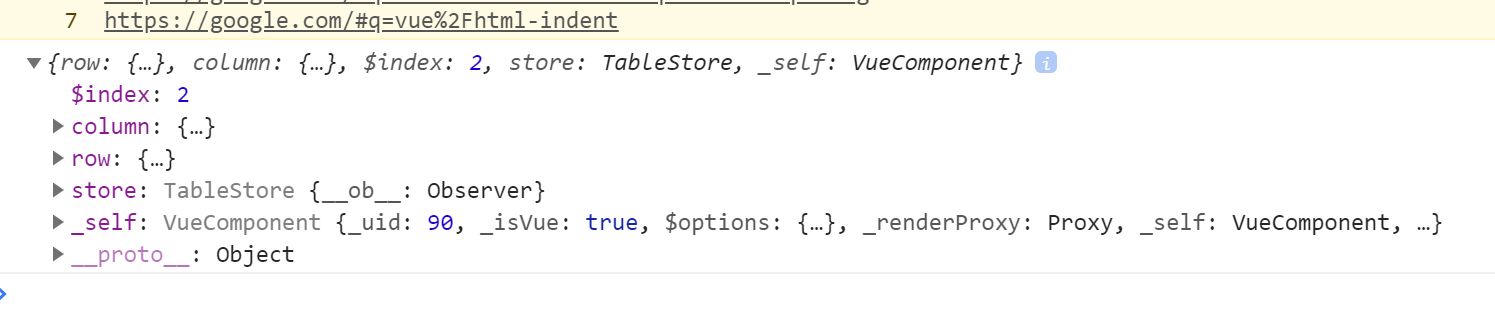 7 https://google.com/#q=vue%2Fhtml-indent
{row: {…}, column: {…}, $index: 2, store: TableStore, _self: VueComponent} i
$index: 2
column: {…}
row: {…}
store: TableStore {__ob__: Observer}
_self: VueComponent {_uid: 90, _isVue: true, $options: {…}, _renderProxy: Proxy, _self: VueComponent, …}
__proto__: Object